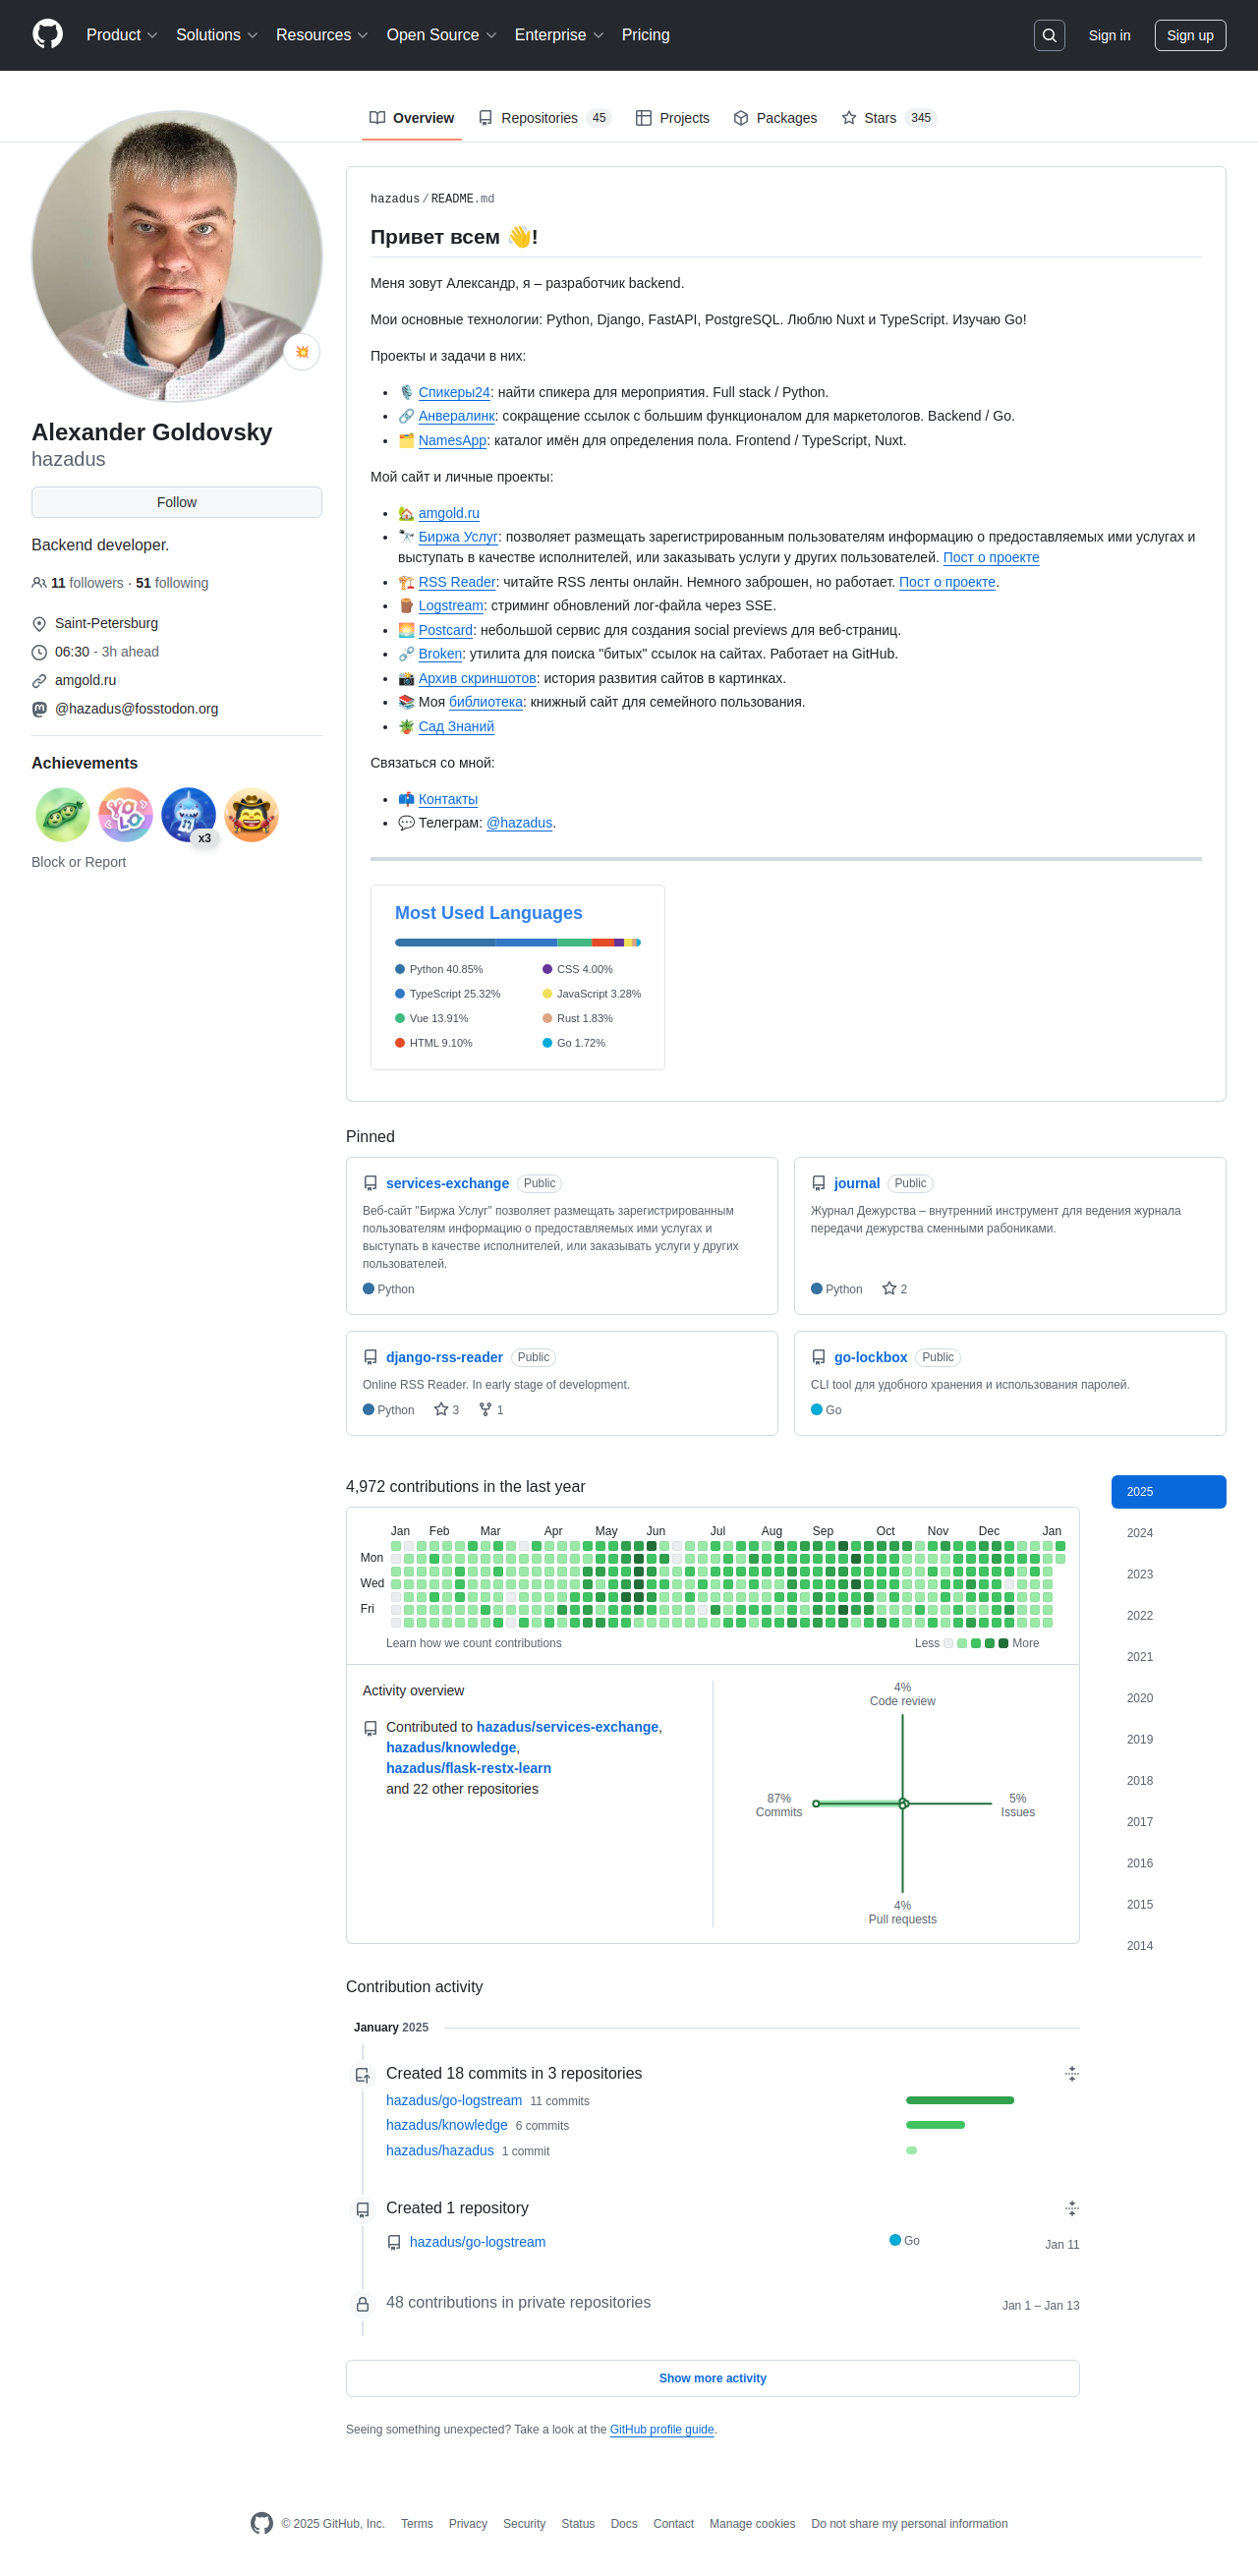 Product Solutions Resources Open Source Enterprise Pricing Sign in Sign up
Overview Repositories 45 Projects Packages Stars 345
Alexander Goldovsky
hazadus
Follow
Backend developer.
11 followers · 51 following
Saint-Petersburg
06:30 - 3h ahead
amgold.ru
@hazadus@fosstodon.org
Achievements
YOLO
x3
Block or Report
hazadus/README.md
Привет всем 👋!
Меня зовут Александр, я – разработчик backend.
Мои основные технологии: Python, Django, FastAPI, PostgreSQL. Люблю Nuxt и TypeScript. Изучаю Go!
Проекты и задачи в них:
🎙️ Спикеры24: найти спикера для мероприятия. Full stack / Python.
🔗 Анвералинк: сокращение ссылок с большим функционалом для маркетологов. Backend / Go.
🗂️ NamesApp: каталог имён для определения пола. Frontend / TypeScript, Nuxt.
Мой сайт и личные проекты:
🏡 amgold.ru
🔭 Биржа Услуг: позволяет размещать зарегистрированным пользователям информацию о предоставляемых ими услугах и
выступать в качестве исполнителей, или заказывать услуги у других пользователей. Пост о проекте
🏗️ RSS Reader: читайте RSS ленты онлайн. Немного заброшен, но работает. Пост о проекте.
🪵 Logstream: стриминг обновлений лог-файла через SSE.
🌅 Postcard: небольшой сервис для создания social previews для веб-страниц.
🔗 Broken: утилита для поиска "битых" ссылок на сайтах. Работает на GitHub.
📸 Архив скриншотов: история развития сайтов в картинках.
📚 Моя библиотека: книжный сайт для семейного пользования.
🪴 Сад Знаний
Связаться со мной:
📫 Контакты
💬 Телеграм: @hazadus.
Most Used Languages
Python 40.85% CSS 4.00%
TypeScript 25.32% JavaScript 3.28%
Vue 13.91% Rust 1.83%
HTML 9.10% Go 1.72%
Pinned
services-exchange Public
Веб-сайт "Биржа Услуг" позволяет размещать зарегистрированным
пользователям информацию о предоставляемых ими услугах и
выступать в качестве исполнителей, или заказывать услуги у других
пользователей.
Python
journal Public
Журнал Дежурства – внутренний инструмент для ведения журнала
передачи дежурства сменными рабониками.
Python 2
django-rss-reader Public
Online RSS Reader. In early stage of development.
Python 3 1
go-lockbox Public
CLI tool для удобного хранения и использования паролей.
Go
4,972 contributions in the last year
Jan Feb Mar Apr May Jun Jul Aug Sep Oct Nov Dec Jan
Mon
Wed
Fri
Learn how we count contributions Less More
2025
2024
2023
2022
2021
2020
2019
2018
2017
2016
2015
2014
Activity overview
Contributed to hazadus/services-exchange,
hazadus/knowledge,
hazadus/flask-restx-learn
and 22 other repositories
4%
Code review
87%
Commits
5%
Issues
4%
Pull requests
Contribution activity
January 2025
Created 18 commits in 3 repositories
hazadus/go-logstream 11 commits
hazadus/knowledge 6 commits
hazadus/hazadus 1 commit
Created 1 repository
hazadus/go-logstream Go Jan 11
48 contributions in private repositories Jan 1 – Jan 13
Show more activity
Seeing something unexpected? Take a look at the GitHub profile guide.
© 2025 GitHub, Inc. Terms Privacy Security Status Docs Contact Manage cookies Do not share my personal information